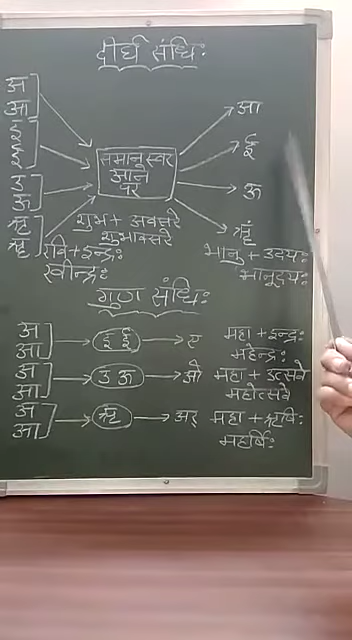 दीर्घ संधिः
अ
आ
इ
ई
उ
ऊ
ऋ
ॠ
समान स्वर
आने
पर
आ
ई
ऊ
ॠ
शुभ + अवसरे
शुभावसरे
रवि + इन्द्रः
रवीन्द्रः
भानु + उदयः
भानूदयः
गुण संधिः
अ
आ
इ ई
ए
महा + इन्द्रः
महेन्द्रः
अ
आ
उ ऊ
ओ
महा + उत्सवे
महोत्सवे
अ
आ
ऋ
अर्
महा + ऋषिः
महर्षिः